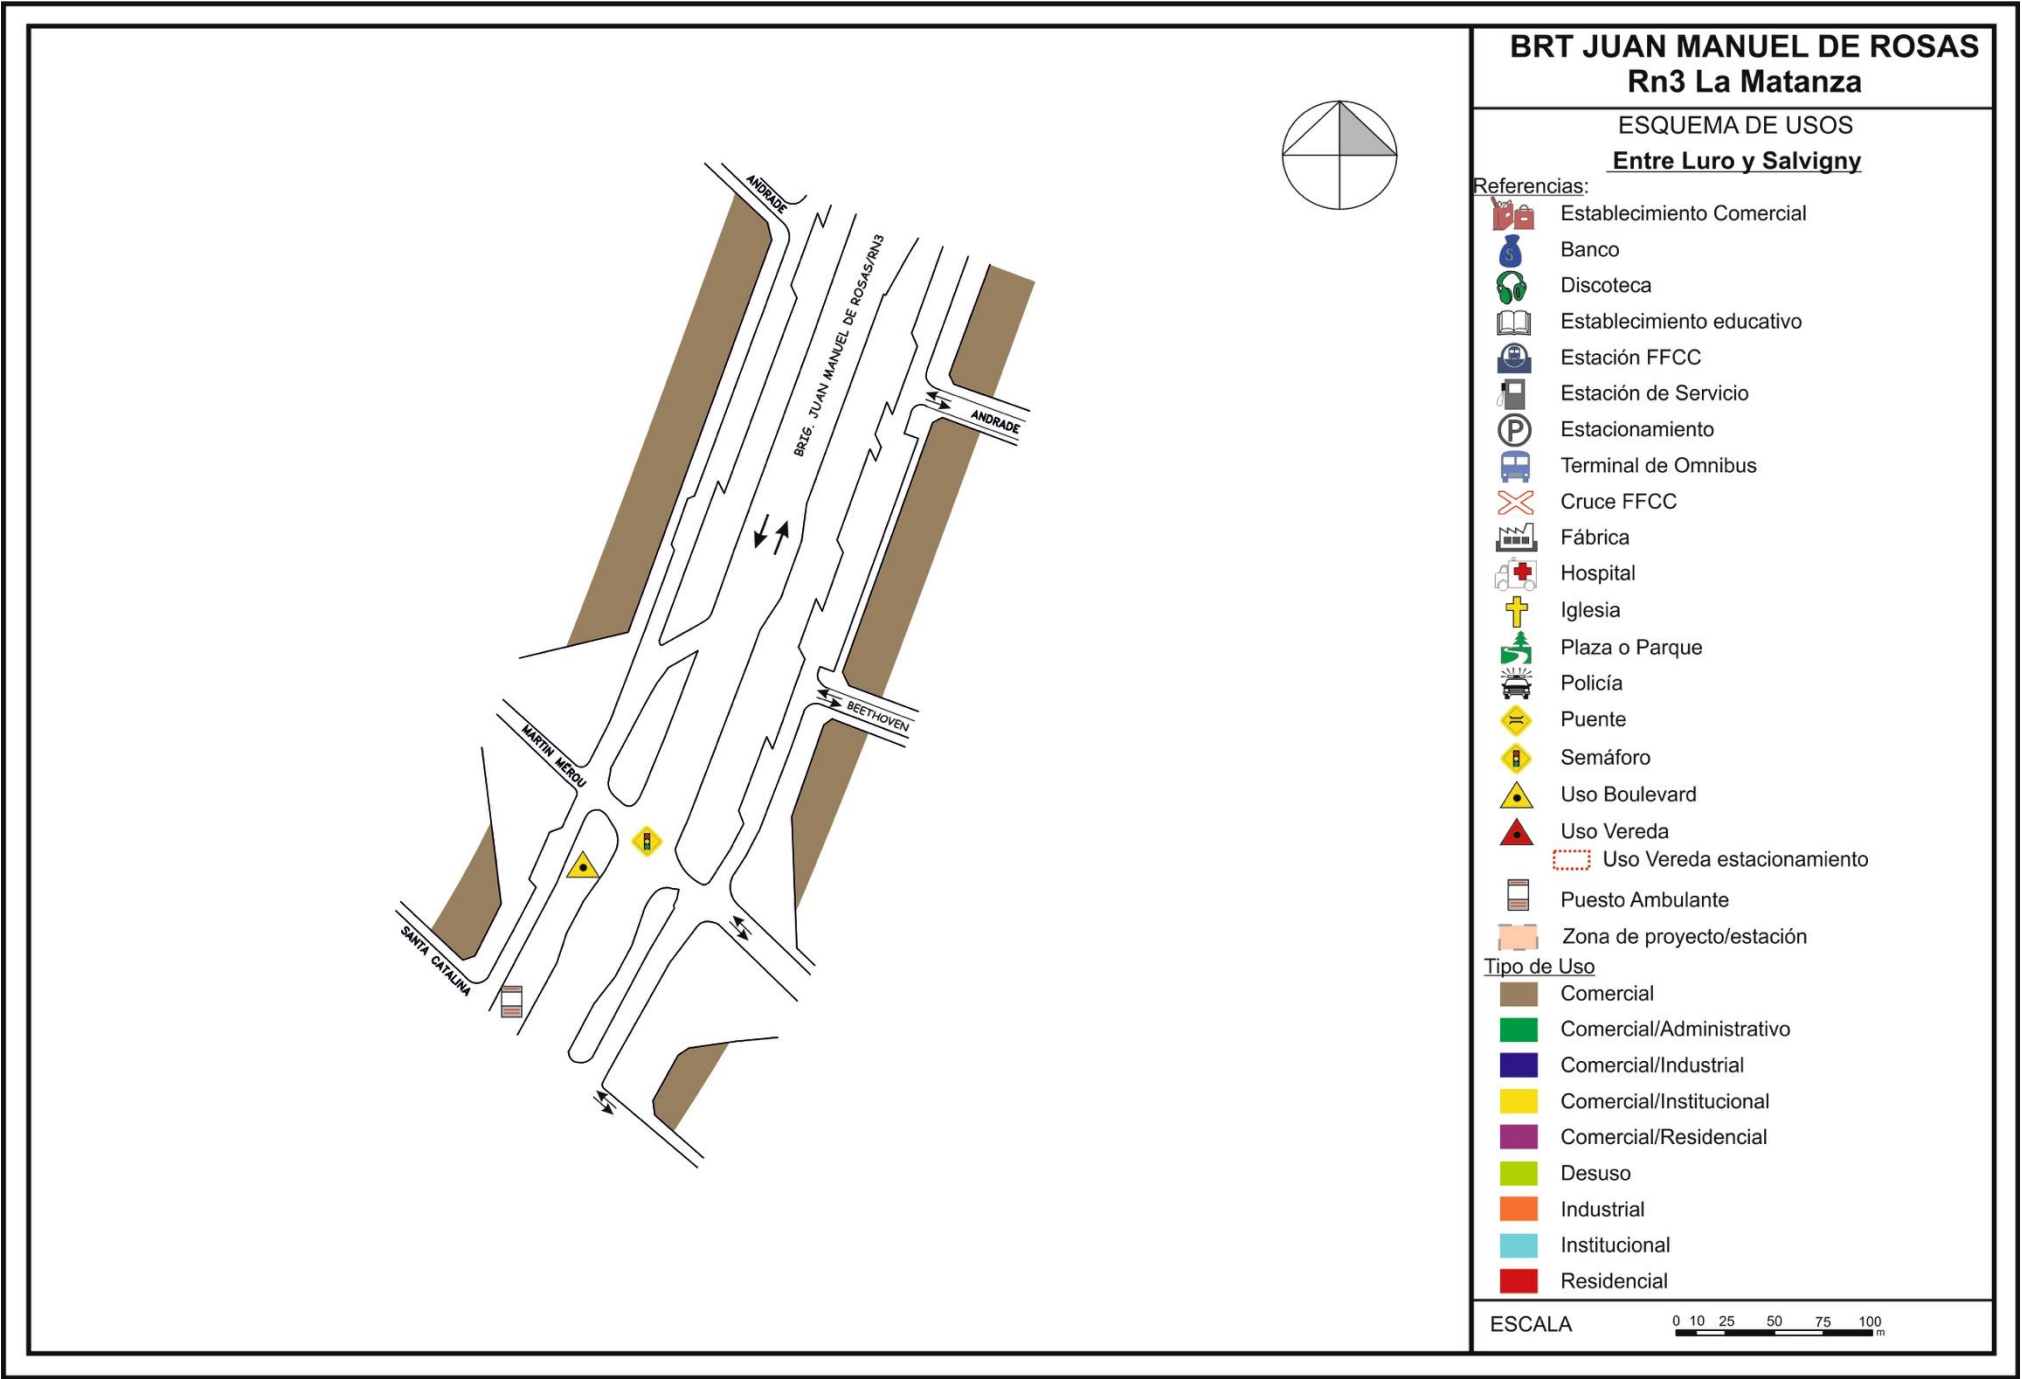 BRT JUAN MANUEL DE ROSAS
Rn3 La Matanza
ESQUEMA DE USOS
Entre Luro y Salvigny
Referencias:
Establecimiento Comercial
Banco
Discoteca
Establecimiento educativo
Estación FFCC
Estación de Servicio
P
Estacionamiento
Terminal de Omnibus
Cruce FFCC
Fábrica
Hospital
Iglesia
Plaza o Parque
Policía
Puente
Semáforo
Uso Boulevard
Uso Vereda
Uso Vereda estacionamiento
Puesto Ambulante
Zona de proyecto/estación
Tipo de Uso
Comercial
Comercial/Administrativo
Comercial/Industrial
Comercial/Institucional
Comercial/Residencial
Desuso
Industrial
Institucional
Residencial
ESCALA
0 10 25 50 75 100
m
ANDRADE
BRIG. JUAN MANUEL DE ROSAS/RN3
ANDRADE
BEETHOVEN
MARTIN MÉROU
SANTA CATALINA